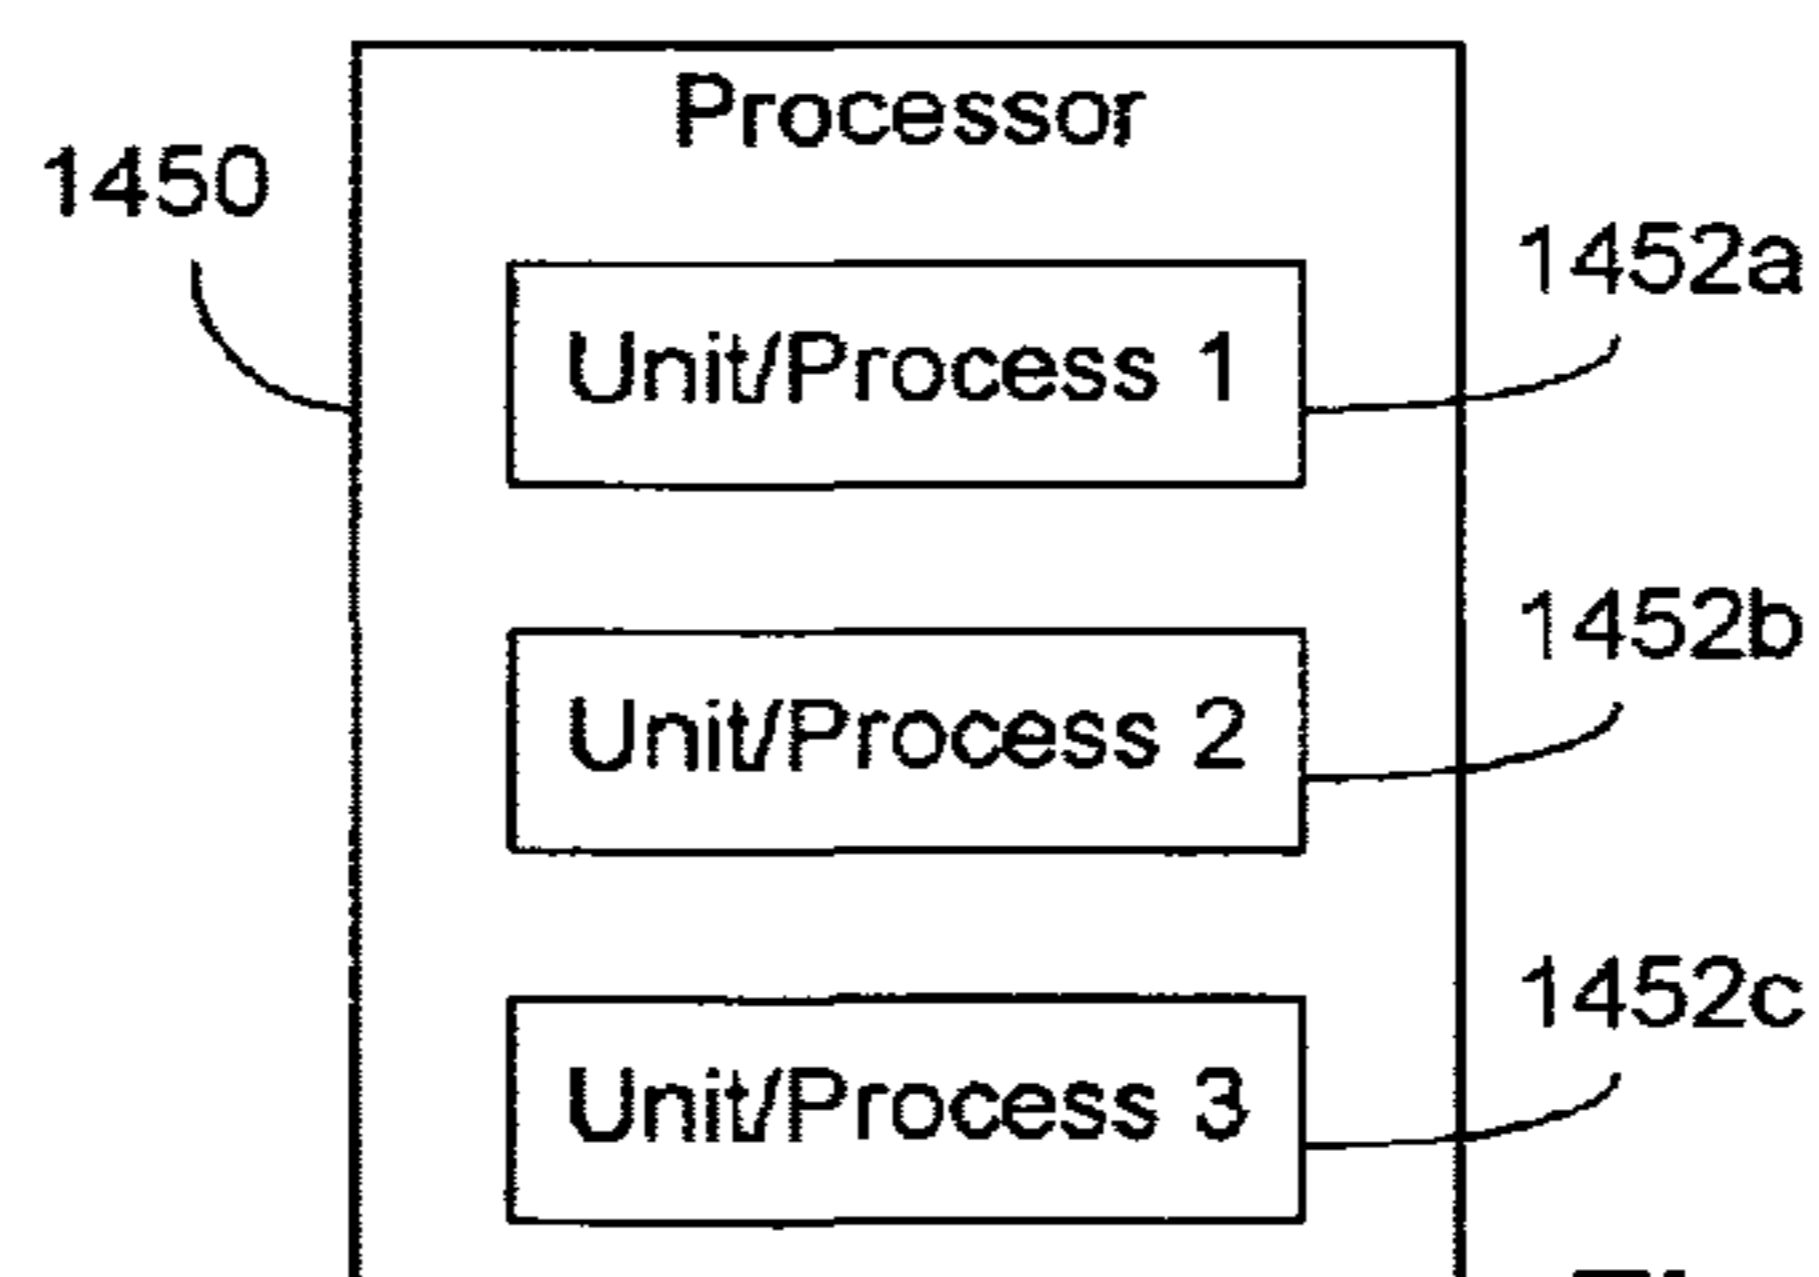 Processor
1450
1452a
Unit/Process 1
1452b
Unit/Process 2
1452c
Unit/Process 3